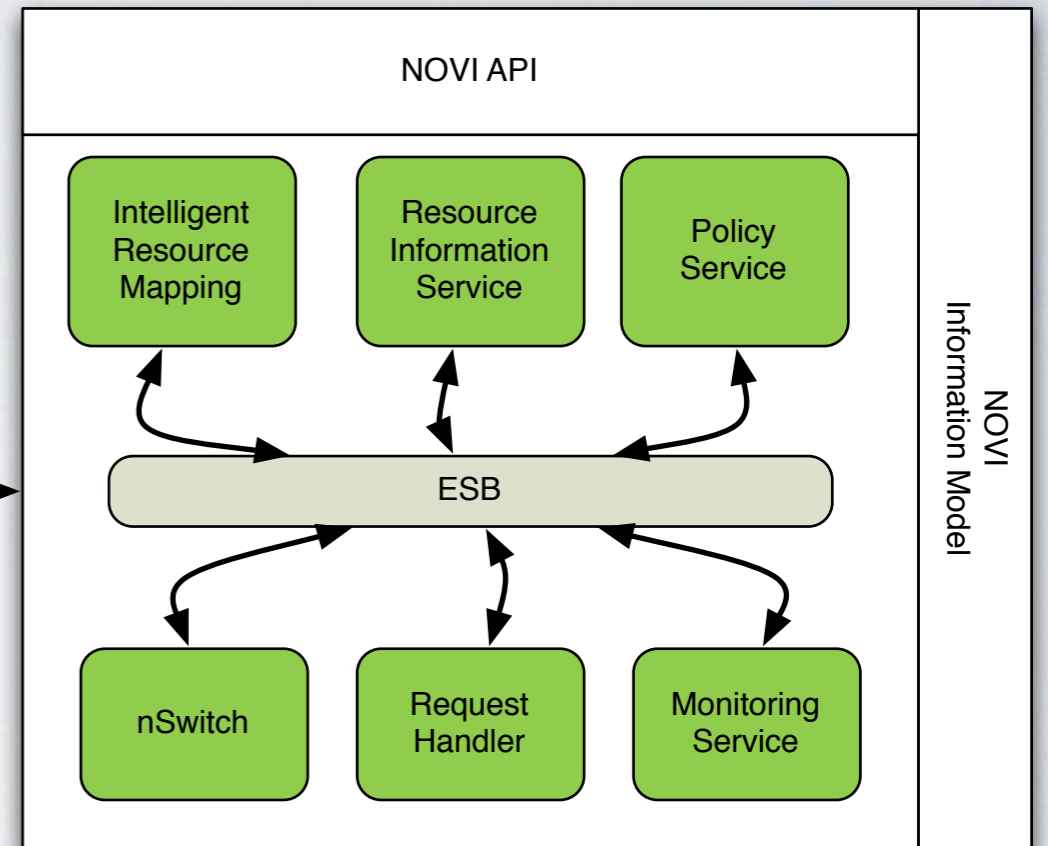 NOVI API
Intelligent
Resource
Mapping
Resource
Information
Service
Policy
Service
NOVI
Information Model
ESB
nSwitch
Request
Handler
Monitoring
Service